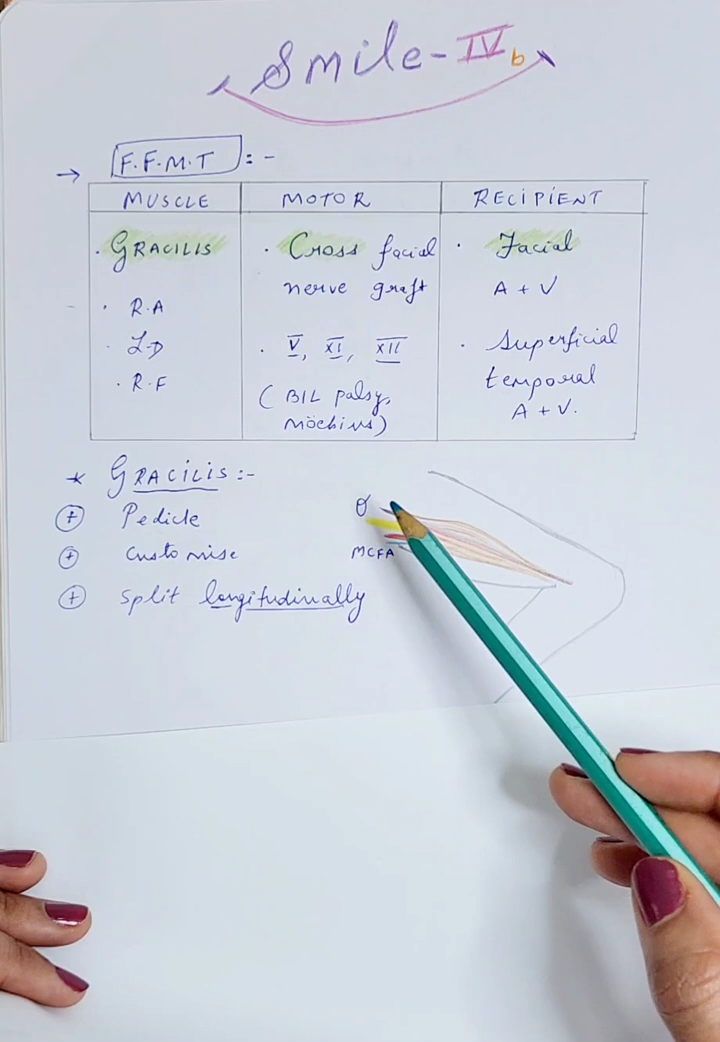 Smile-IV b
→ F.F.M.T :-
MUSCLE MOTOR RECIPIENT
· GRACILIS
· R.A
· LD
· R.F
· Cross facial
nerve graft
· V, XI, XII
(BIL palsy,
möebius)
· Facial
A + V
· Superficial
temporal
A + V.
* GRACILIS :-
+ Pedicle
+ Customise
+ Split longitudinally
O
MCFA